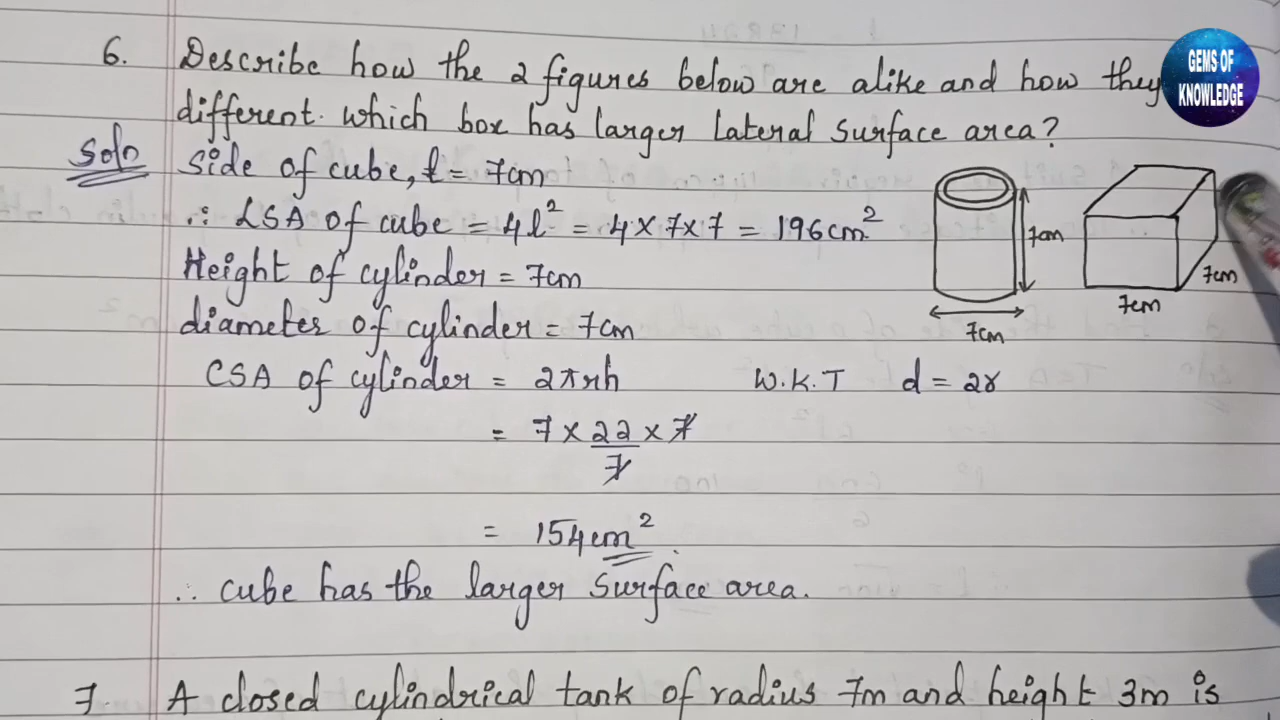 6. Describe how the 2 figures below are alike and how they
different. which box has larger lateral surface area?
Soln Side of cube, l = 7cm
∴ LSA of cube = 4l² = 4 × 7 × 7 = 196cm²
Height of cylinder = 7cm
diameter of cylinder = 7cm
CSA of cylinder = 2πrh W.K.T d = 2r
= 7 × 22/7 × 7
= 154cm²
∴ cube has the larger surface area.
7. A closed cylindrical tank of radius 7m and height 3m is
7cm
7cm
7cm
7cm
GEMS OF
KNOWLEDGE